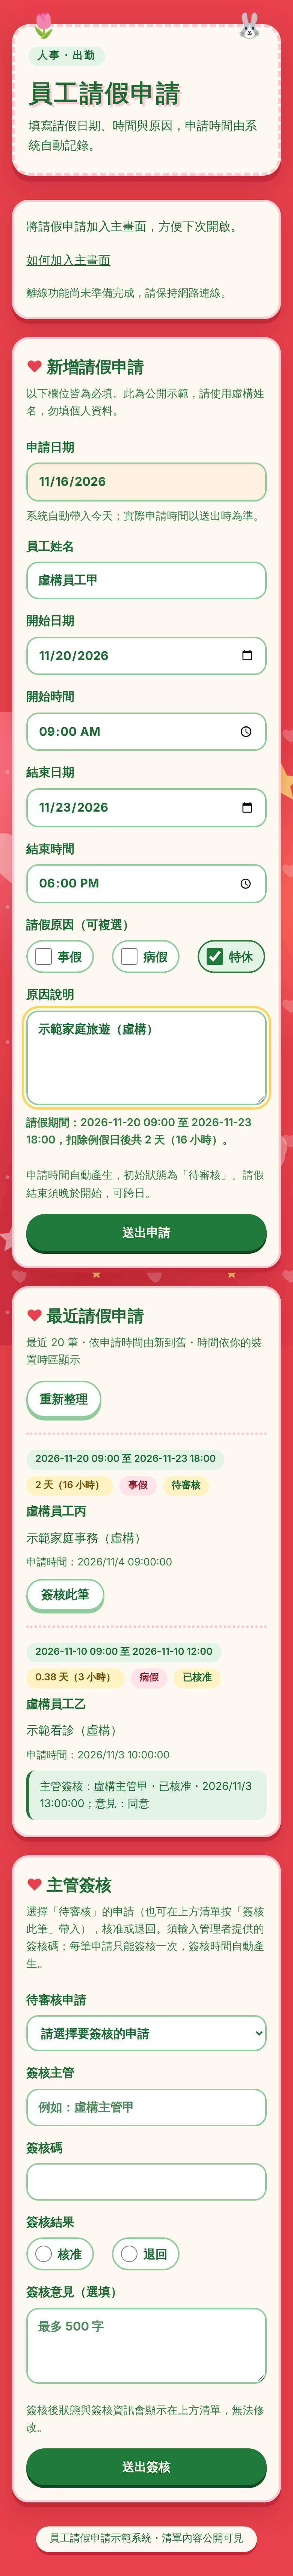 人事・出勤
員工請假申請
填寫請假日期、時間與原因，申請時間由系
統自動記錄。
將請假申請加入主畫面，方便下次開啟。
如何加入主畫面
離線功能尚未準備完成，請保持網路連線。
新增請假申請
以下欄位皆為必填。此為公開示範，請使用虛構姓
名，勿填個人資料。
申請日期
11/16/2026
系統自動帶入今天；實際申請時間以送出時為準。
員工姓名
虛構員工甲
開始日期
11/20/2026
開始時間
09:00 AM
結束日期
11/23/2026
結束時間
06:00 PM
請假原因（可複選）
事假 病假 特休
原因說明
示範家庭旅遊（虛構）
請假期間：2026-11-20 09:00 至 2026-11-23
18:00，扣除例假日後共 2 天（16 小時）。
申請時間自動產生，初始狀態為「待審核」。請假
結束須晚於開始，可跨日。
送出申請
最近請假申請
最近 20 筆・依申請時間由新到舊・時間依你的裝
置時區顯示
重新整理
2026-11-20 09:00 至 2026-11-23 18:00
2 天（16 小時） 事假 待審核
虛構員工丙
示範家庭事務（虛構）
申請時間：2026/11/4 09:00:00
簽核此筆
2026-11-10 09:00 至 2026-11-10 12:00
0.38 天（3 小時） 病假 已核准
虛構員工乙
示範看診（虛構）
申請時間：2026/11/3 10:00:00
主管簽核：虛構主管甲・已核准・2026/11/3
13:00:00；意見：同意
主管簽核
選擇「待審核」的申請（也可在上方清單按「簽核
此筆」帶入），核准或退回。須輸入管理者提供的
簽核碼；每筆申請只能簽核一次，簽核時間自動產
生。
待審核申請
請選擇要簽核的申請
簽核主管
例如：虛構主管甲
簽核碼
簽核結果
核准 退回
簽核意見（選填）
最多 500 字
簽核後狀態與簽核資訊會顯示在上方清單，無法修
改。
送出簽核
員工請假申請示範系統・清單內容公開可見